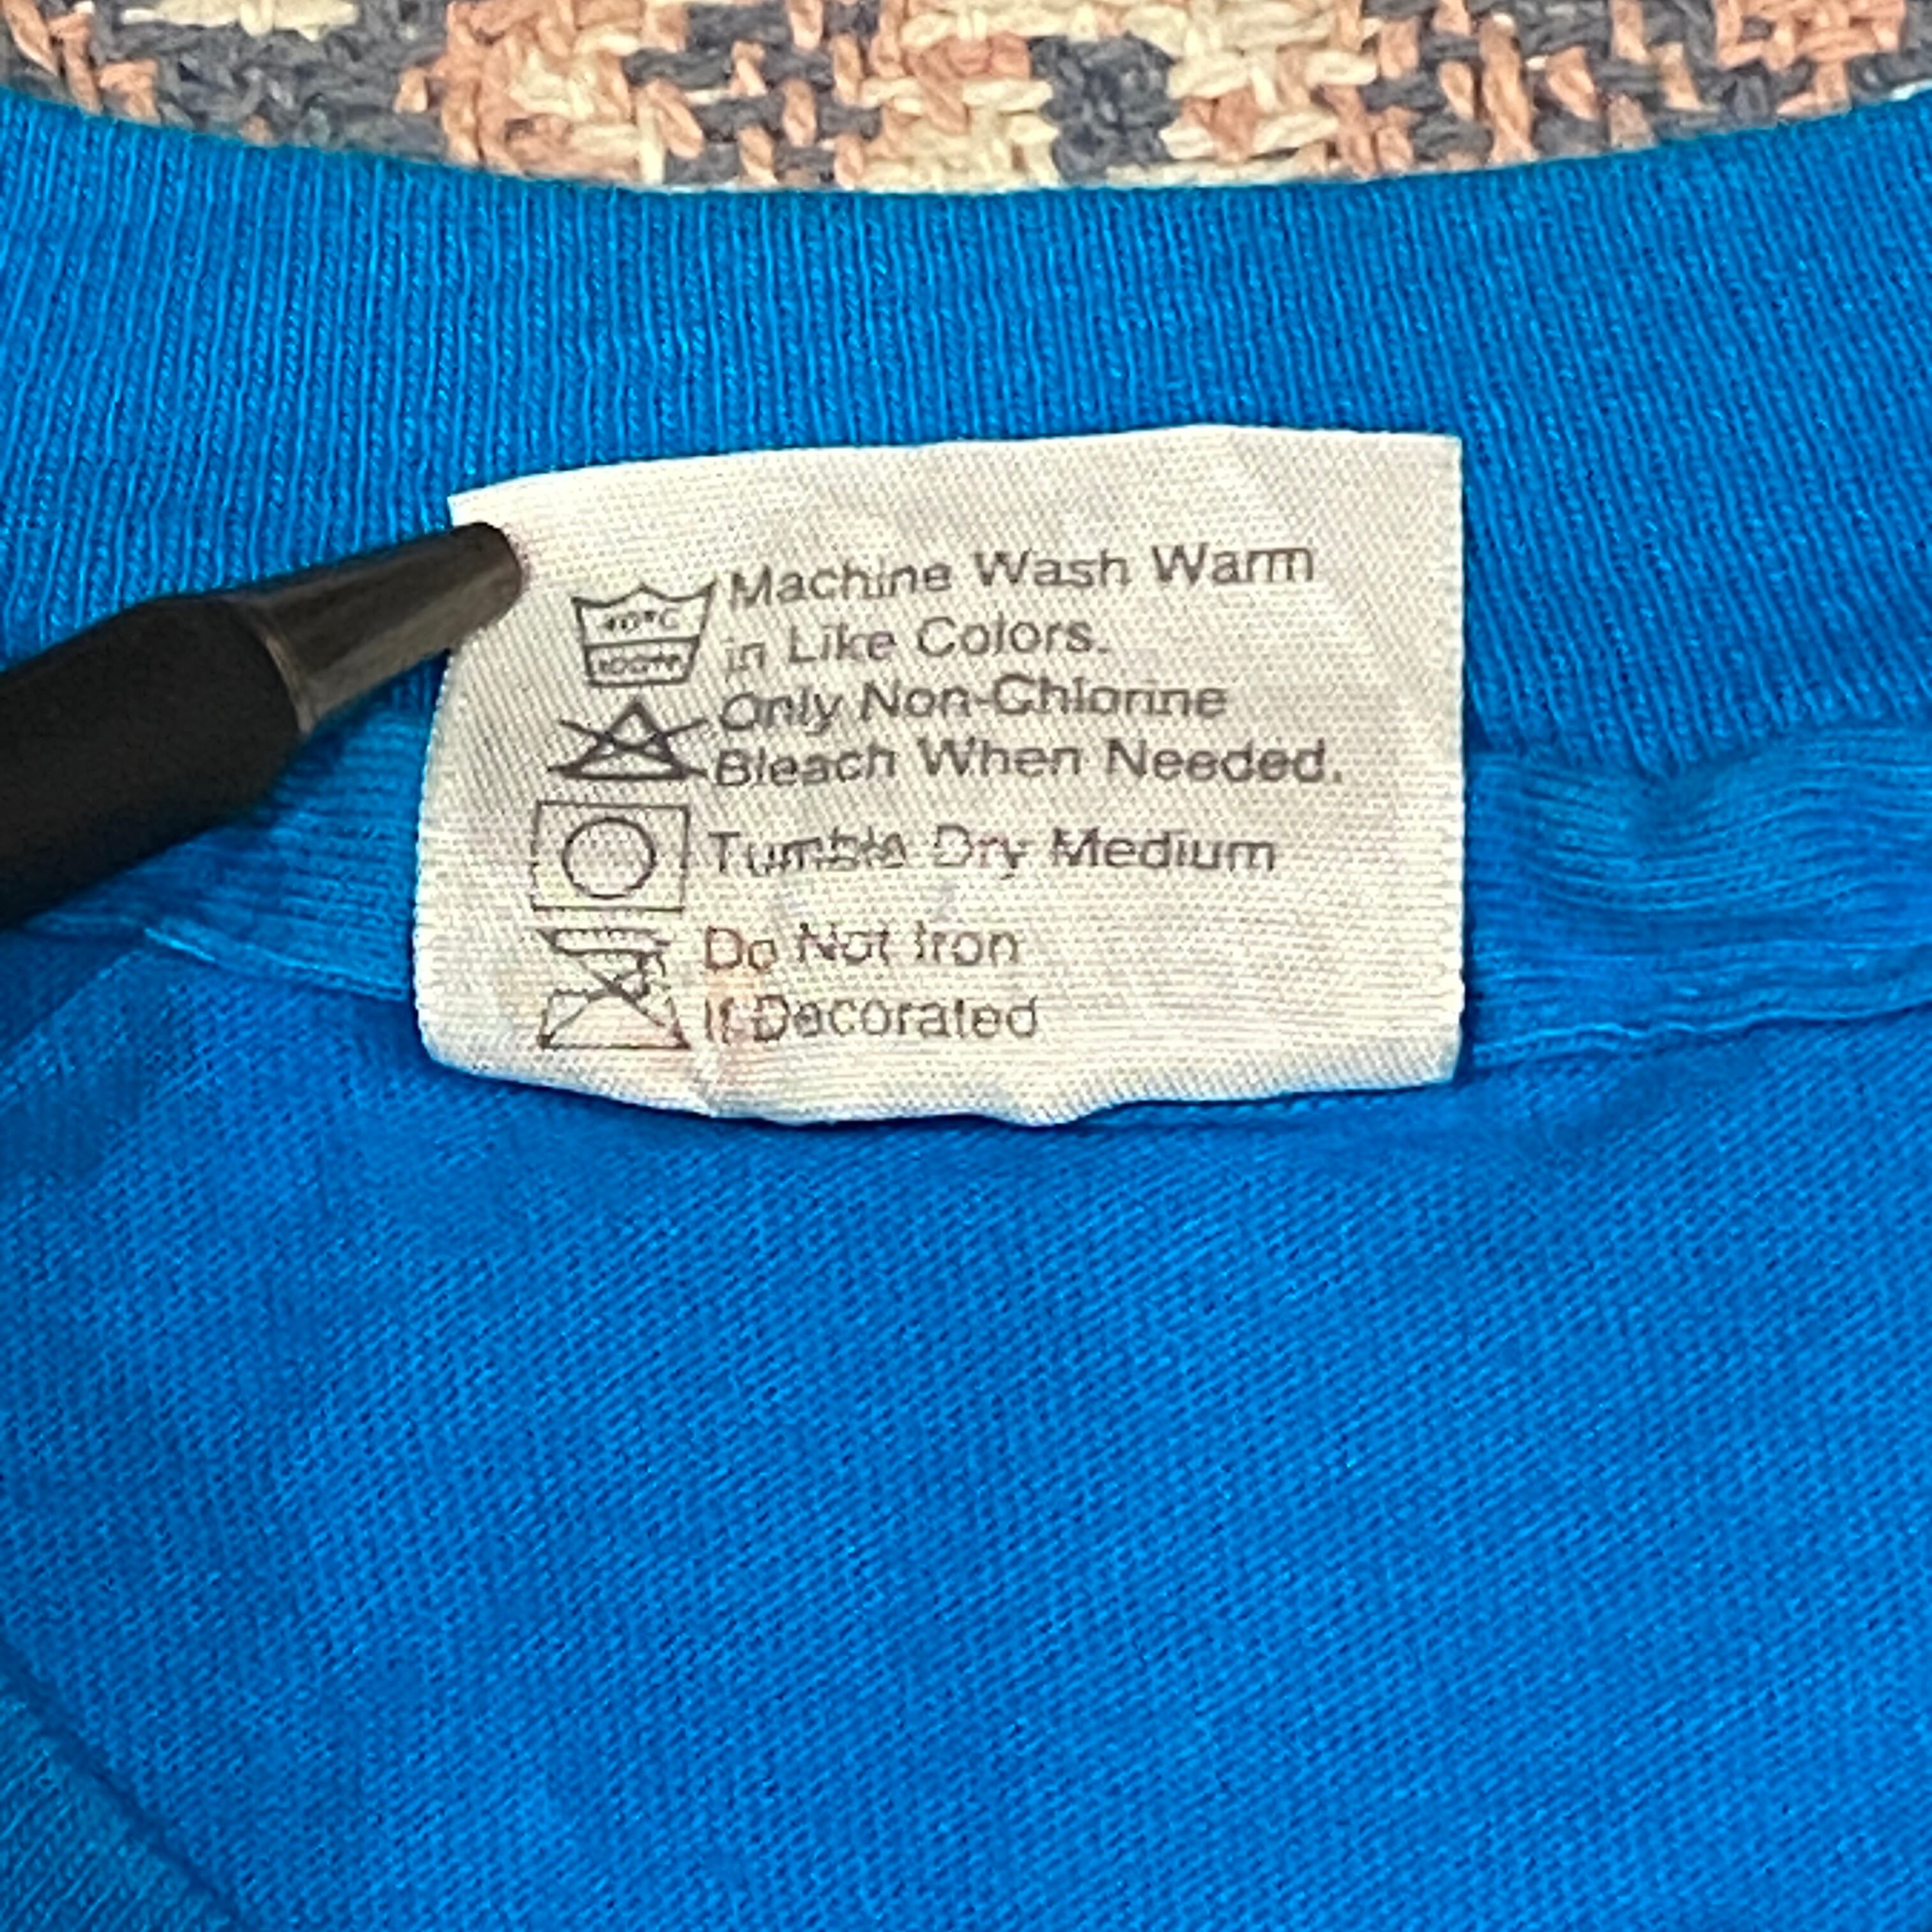 Machine Wash Warm
in Like Colors.
40°C
Only Non-Chlorine
Bleach When Needed.
Tumble Dry Medium
Do Not Iron
If Decorated